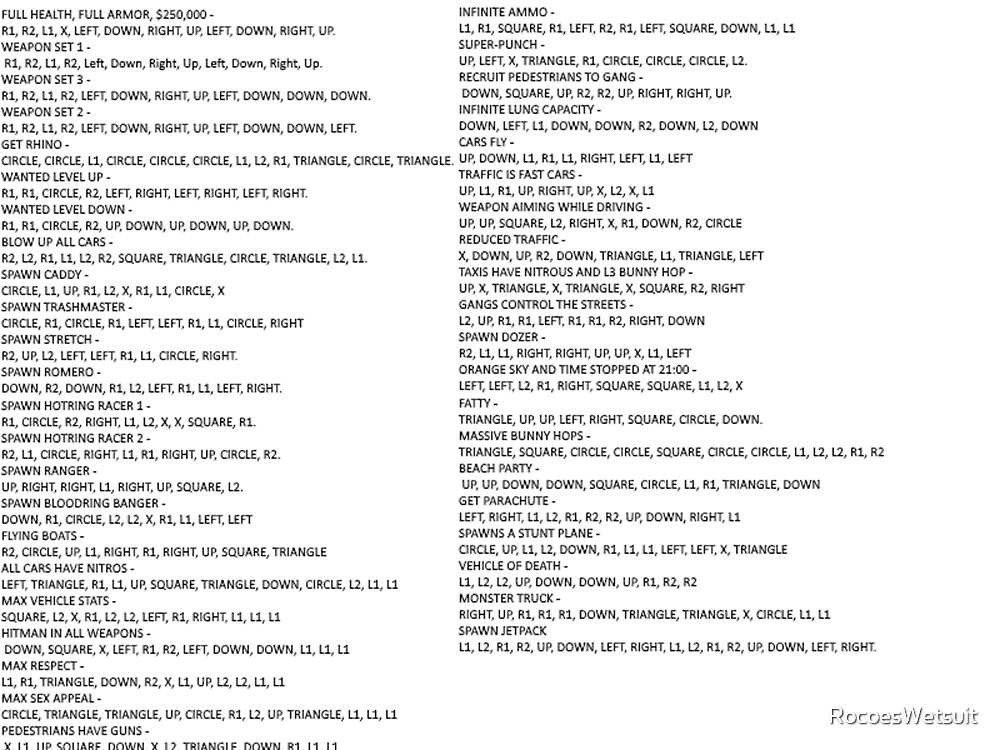 FULL HEALTH, FULL ARMOR, $250,000 -
R1, R2, L1, X, LEFT, DOWN, RIGHT, UP, LEFT, DOWN, RIGHT, UP.
WEAPON SET 1 -
R1, R2, L1, R2, Left, Down, Right, Up, Left, Down, Right, Up.
WEAPON SET 3 -
R1, R2, L1, R2, LEFT, DOWN, RIGHT, UP, LEFT, DOWN, DOWN, DOWN.
WEAPON SET 2 -
R1, R2, L1, R2, LEFT, DOWN, RIGHT, UP, LEFT, DOWN, DOWN, LEFT.
GET RHINO -
CIRCLE, CIRCLE, L1, CIRCLE, CIRCLE, CIRCLE, L1, L2, R1, TRIANGLE, CIRCLE, TRIANGLE.
WANTED LEVEL UP -
R1, R1, CIRCLE, R2, LEFT, RIGHT, LEFT, RIGHT, LEFT, RIGHT.
WANTED LEVEL DOWN -
R1, R1, CIRCLE, R2, UP, DOWN, UP, DOWN, UP, DOWN.
BLOW UP ALL CARS -
R2, L2, R1, L1, L2, R2, SQUARE, TRIANGLE, CIRCLE, TRIANGLE, L2, L1.
SPAWN CADDY -
CIRCLE, L1, UP, R1, L2, X, R1, L1, CIRCLE, X
SPAWN TRASHMASTER -
CIRCLE, R1, CIRCLE, R1, LEFT, LEFT, R1, L1, CIRCLE, RIGHT
SPAWN STRETCH -
R2, UP, L2, LEFT, LEFT, R1, L1, CIRCLE, RIGHT.
SPAWN ROMERO -
DOWN, R2, DOWN, R1, L2, LEFT, R1, L1, LEFT, RIGHT.
SPAWN HOTRING RACER 1 -
R1, CIRCLE, R2, RIGHT, L1, L2, X, X, SQUARE, R1.
SPAWN HOTRING RACER 2 -
R2, L1, CIRCLE, RIGHT, L1, R1, RIGHT, UP, CIRCLE, R2.
SPAWN RANGER -
UP, RIGHT, RIGHT, L1, RIGHT, UP, SQUARE, L2.
SPAWN BLOODRING BANGER -
DOWN, R1, CIRCLE, L2, L2, X, R1, L1, LEFT, LEFT
FLYING BOATS -
R2, CIRCLE, UP, L1, RIGHT, R1, RIGHT, UP, SQUARE, TRIANGLE
ALL CARS HAVE NITROS -
LEFT, TRIANGLE, R1, L1, UP, SQUARE, TRIANGLE, DOWN, CIRCLE, L2, L1, L1
MAX VEHICLE STATS -
SQUARE, L2, X, R1, L2, L2, LEFT, R1, RIGHT, L1, L1, L1
HITMAN IN ALL WEAPONS -
DOWN, SQUARE, X, LEFT, R1, R2, LEFT, DOWN, DOWN, L1, L1, L1
MAX RESPECT -
L1, R1, TRIANGLE, DOWN, R2, X, L1, UP, L2, L2, L1, L1
MAX SEX APPEAL -
CIRCLE, TRIANGLE, TRIANGLE, UP, CIRCLE, R1, L2, UP, TRIANGLE, L1, L1, L1
PEDESTRIANS HAVE GUNS -
X, L1, UP, SQUARE, DOWN, X, L2, TRIANGLE, DOWN, R1, L1, L1
INFINITE AMMO -
L1, R1, SQUARE, R1, LEFT, R2, R1, LEFT, SQUARE, DOWN, L1, L1
SUPER-PUNCH -
UP, LEFT, X, TRIANGLE, R1, CIRCLE, CIRCLE, CIRCLE, L2.
RECRUIT PEDESTRIANS TO GANG -
DOWN, SQUARE, UP, R2, R2, UP, RIGHT, RIGHT, UP.
INFINITE LUNG CAPACITY -
DOWN, LEFT, L1, DOWN, DOWN, R2, DOWN, L2, DOWN
CARS FLY -
UP, DOWN, L1, R1, L1, RIGHT, LEFT, L1, LEFT
TRAFFIC IS FAST CARS -
UP, L1, R1, UP, RIGHT, UP, X, L2, X, L1
WEAPON AIMING WHILE DRIVING -
UP, UP, SQUARE, L2, RIGHT, X, R1, DOWN, R2, CIRCLE
REDUCED TRAFFIC -
X, DOWN, UP, R2, DOWN, TRIANGLE, L1, TRIANGLE, LEFT
TAXIS HAVE NITROUS AND L3 BUNNY HOP -
UP, X, TRIANGLE, X, TRIANGLE, X, SQUARE, R2, RIGHT
GANGS CONTROL THE STREETS -
L2, UP, R1, R1, LEFT, R1, R1, R2, RIGHT, DOWN
SPAWN DOZER -
R2, L1, L1, RIGHT, RIGHT, UP, UP, X, L1, LEFT
ORANGE SKY AND TIME STOPPED AT 21:00 -
LEFT, LEFT, L2, R1, RIGHT, SQUARE, SQUARE, L1, L2, X
FATTY -
TRIANGLE, UP, UP, LEFT, RIGHT, SQUARE, CIRCLE, DOWN.
MASSIVE BUNNY HOPS -
TRIANGLE, SQUARE, CIRCLE, CIRCLE, SQUARE, CIRCLE, CIRCLE, L1, L2, L2, R1, R2
BEACH PARTY -
UP, UP, DOWN, DOWN, SQUARE, CIRCLE, L1, R1, TRIANGLE, DOWN
GET PARACHUTE -
LEFT, RIGHT, L1, L2, R1, R2, R2, UP, DOWN, RIGHT, L1
SPAWNS A STUNT PLANE -
CIRCLE, UP, L1, L2, DOWN, R1, L1, L1, LEFT, LEFT, X, TRIANGLE
VEHICLE OF DEATH -
L1, L2, L2, UP, DOWN, DOWN, UP, R1, R2, R2
MONSTER TRUCK -
RIGHT, UP, R1, R1, R1, DOWN, TRIANGLE, TRIANGLE, X, CIRCLE, L1, L1
SPAWN JETPACK
L1, L2, R1, R2, UP, DOWN, LEFT, RIGHT, L1, L2, R1, R2, UP, DOWN, LEFT, RIGHT.
RocoesWetsuit